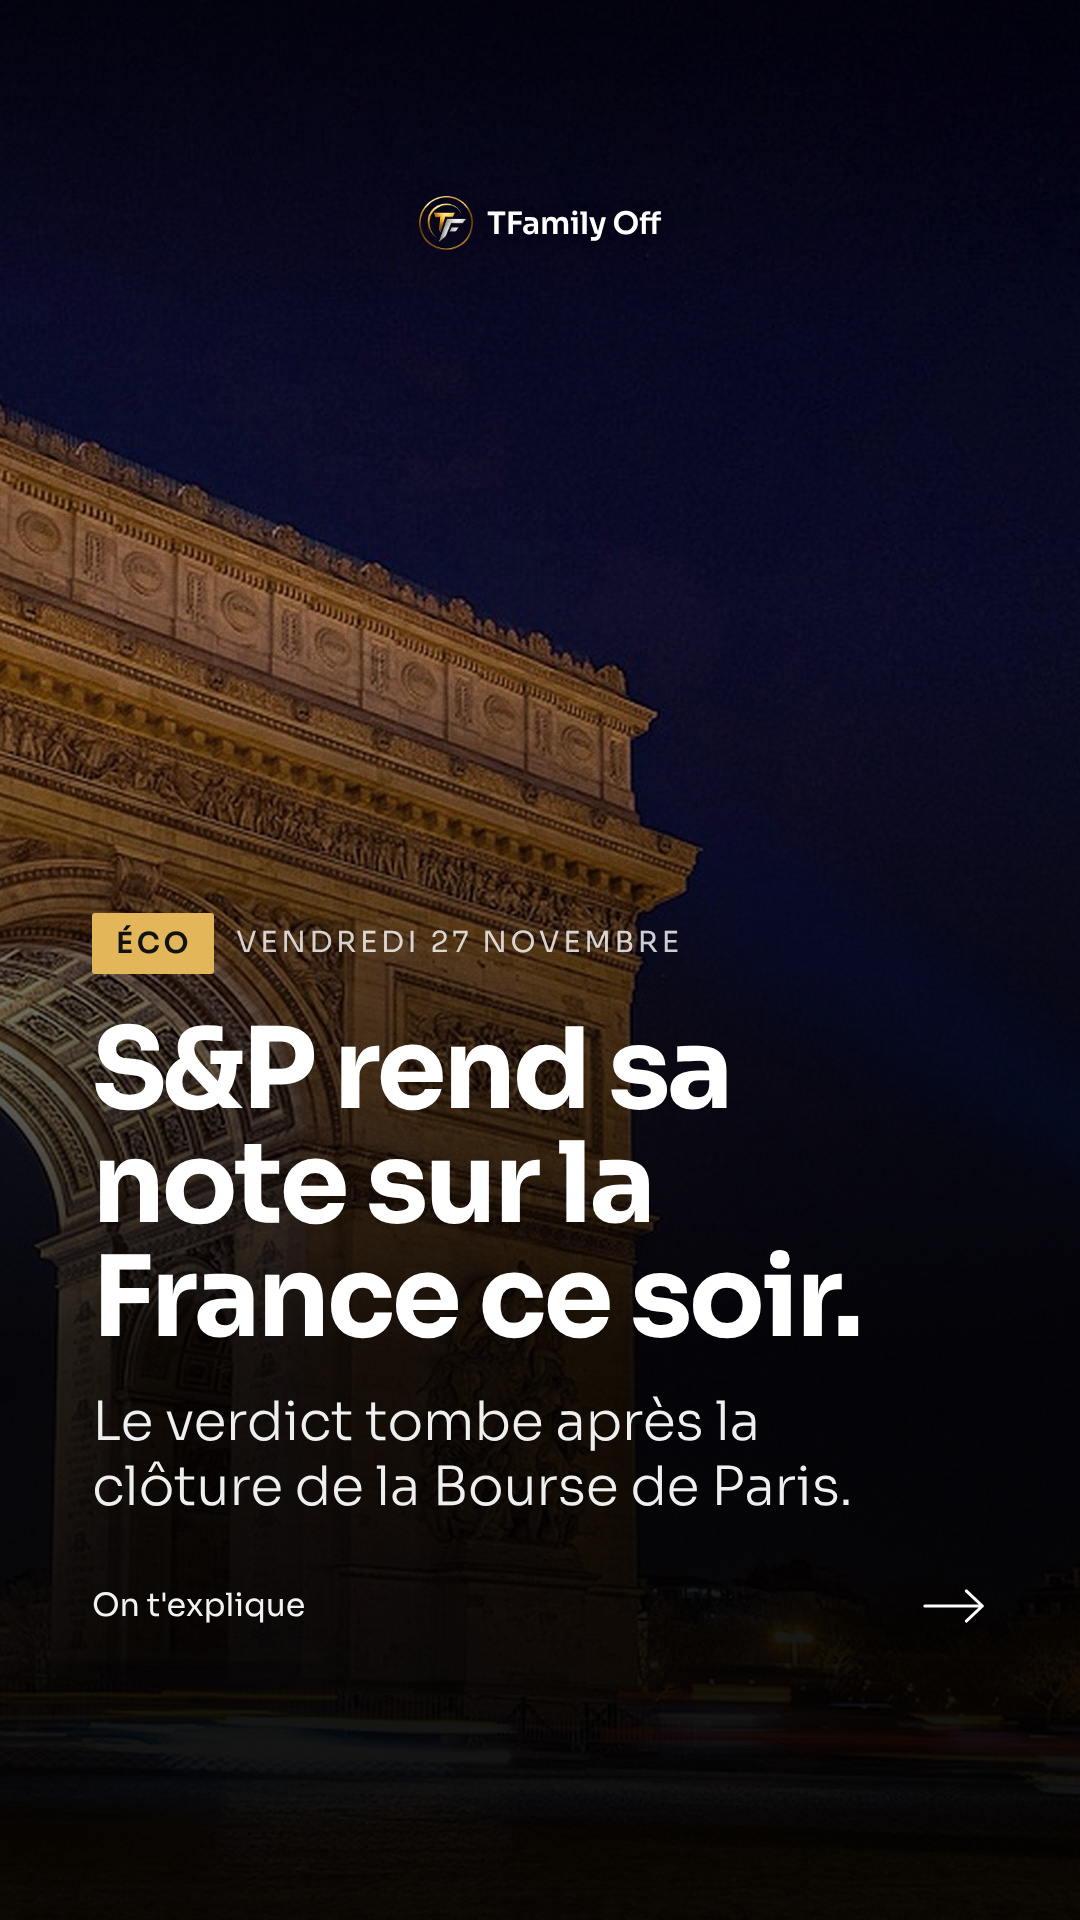 TFamily Off
ÉCO VENDREDI 27 NOVEMBRE
S&P rend sa
note sur la
France ce soir.
Le verdict tombe après la
clôture de la Bourse de Paris.
On t'explique